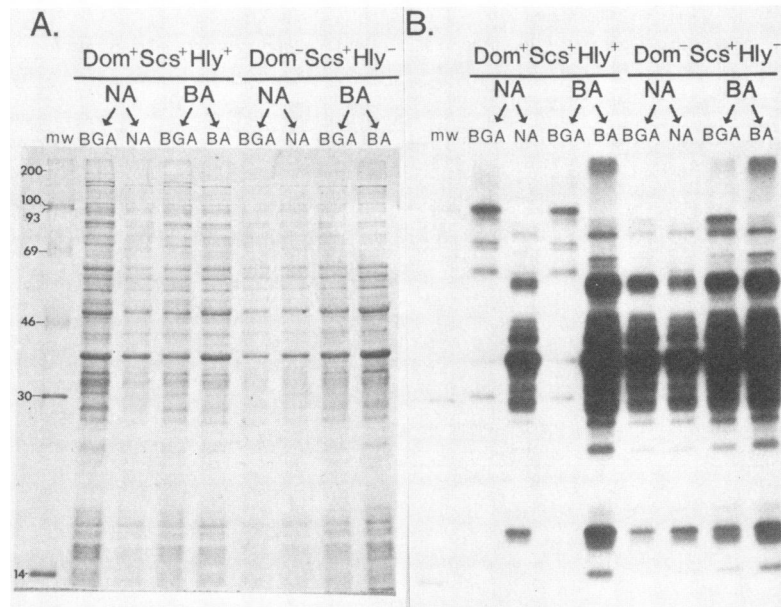 A.
Dom⁺Scs⁺Hly⁺ Dom⁻Scs⁺Hly⁻
NA BA NA BA
mw BGA NA BGA BA BGA NA BGA BA
200
100
93
69
46
30
14
B.
Dom⁺Scs⁺Hly⁺ Dom⁻Scs⁺Hly⁻
NA BA NA BA
mw BGA NA BGA BA BGA NA BGA BA